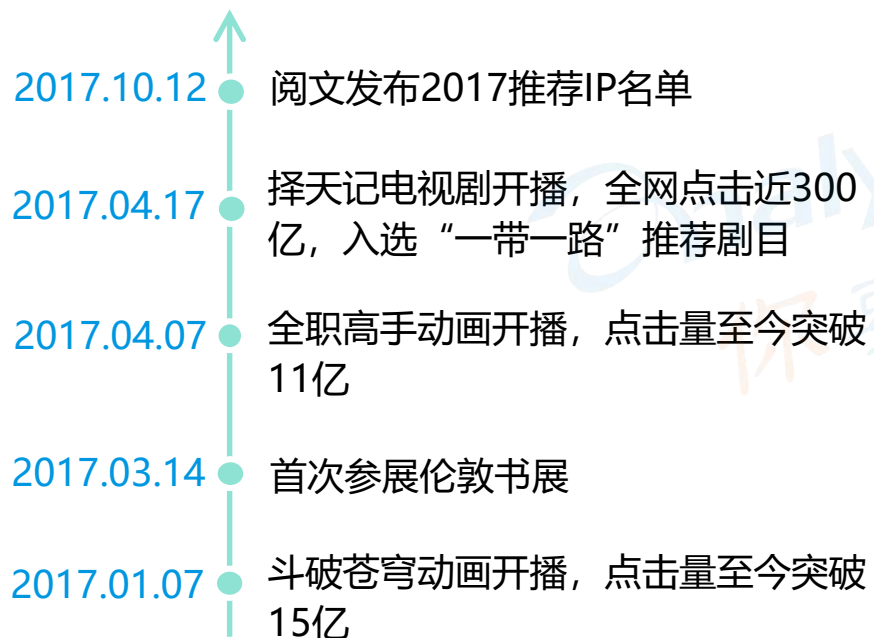 2017.10.12 阅文发布2017推荐IP名单
2017.04.17 择天记电视剧开播，全网点击近300
亿，入选“一带一路”推荐剧目
2017.04.07 全职高手动画开播，点击量至今突破
11亿
2017.03.14 首次参展伦敦书展
2017.01.07 斗破苍穹动画开播，点击量至今突破
15亿